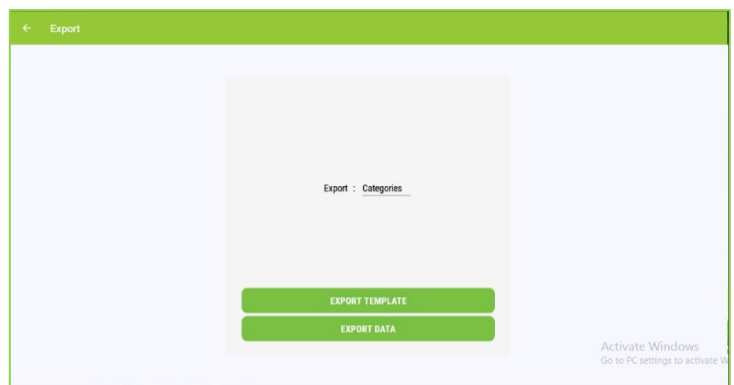 ← Export
Export : Categories
EXPORT TEMPLATE
EXPORT DATA
Activate Windows
Go to PC settings to activate W